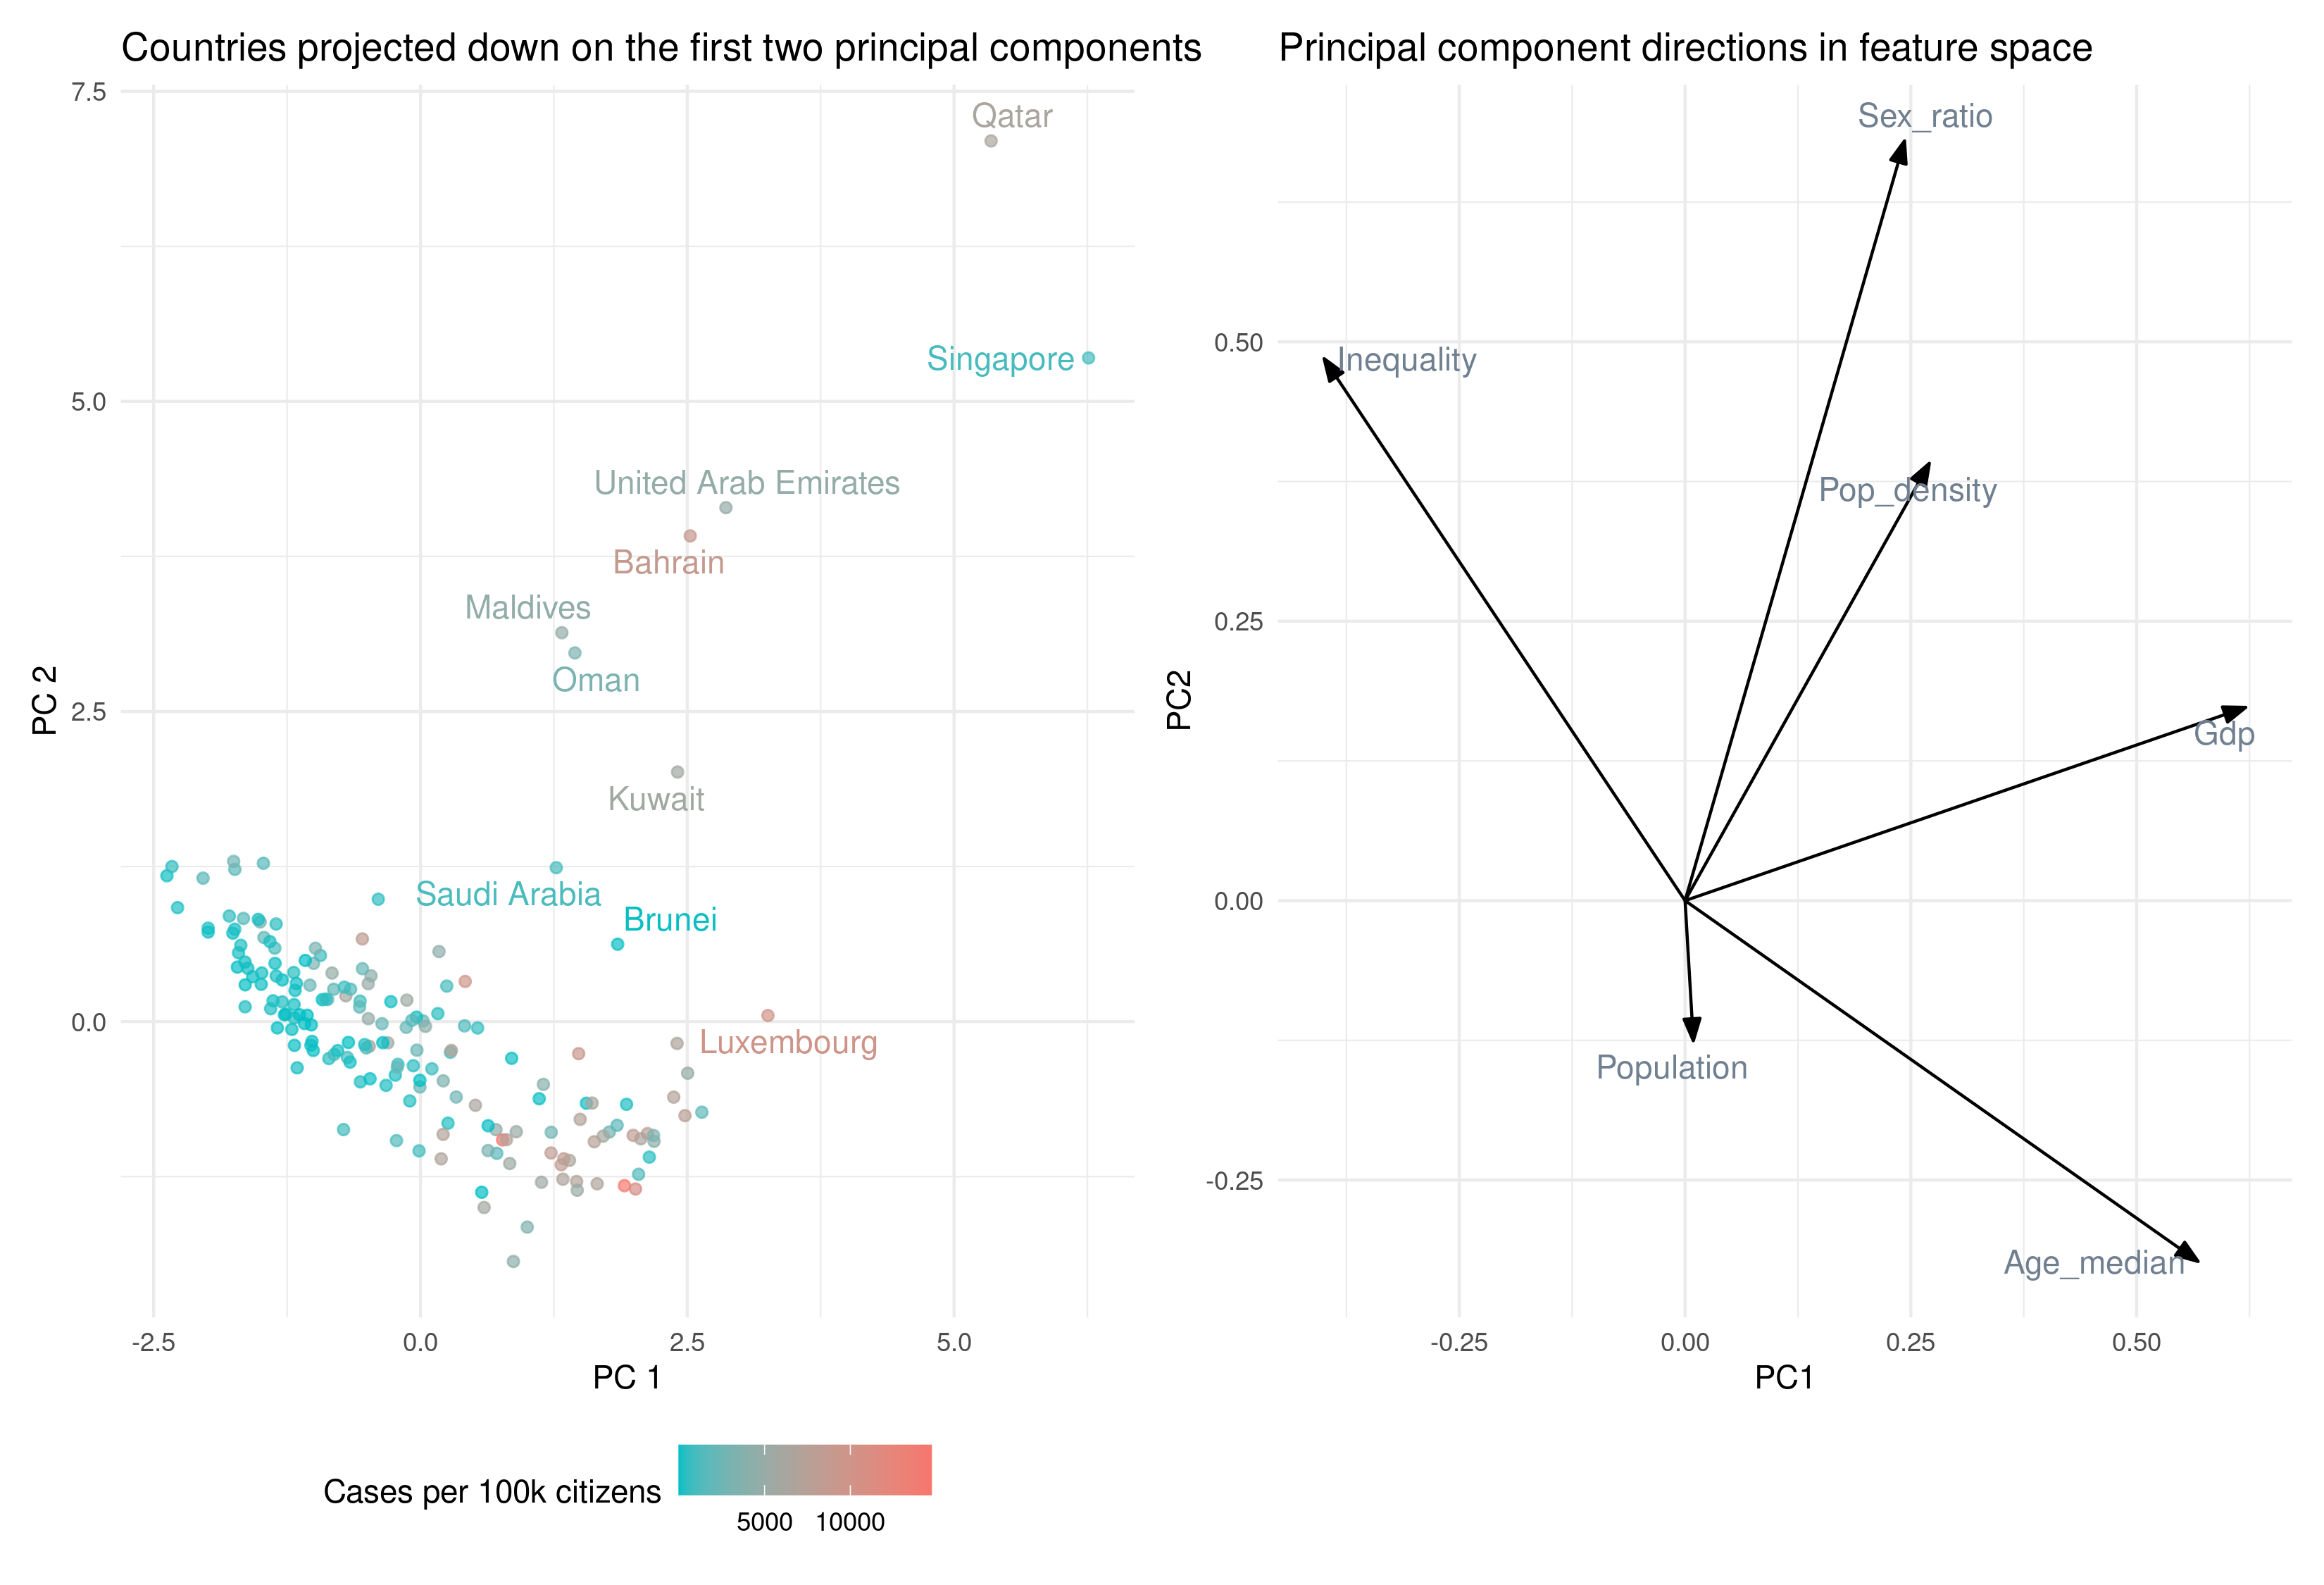 Countries projected down on the first two principal components
7.5
5.0
2.5
0.0
PC 2
Qatar
Singapore
United Arab Emirates
Bahrain
Maldives
Oman
Kuwait
Saudi Arabia
Brunei
Luxembourg
-2.5
0.0
2.5
5.0
PC 1
Cases per 100k citizens
5000
10000
Principal component directions in feature space
0.50
0.25
0.00
-0.25
PC2
Sex_ratio
Inequality
Pop_density
Gdp
Population
Age_median
-0.25
0.00
0.25
0.50
PC1